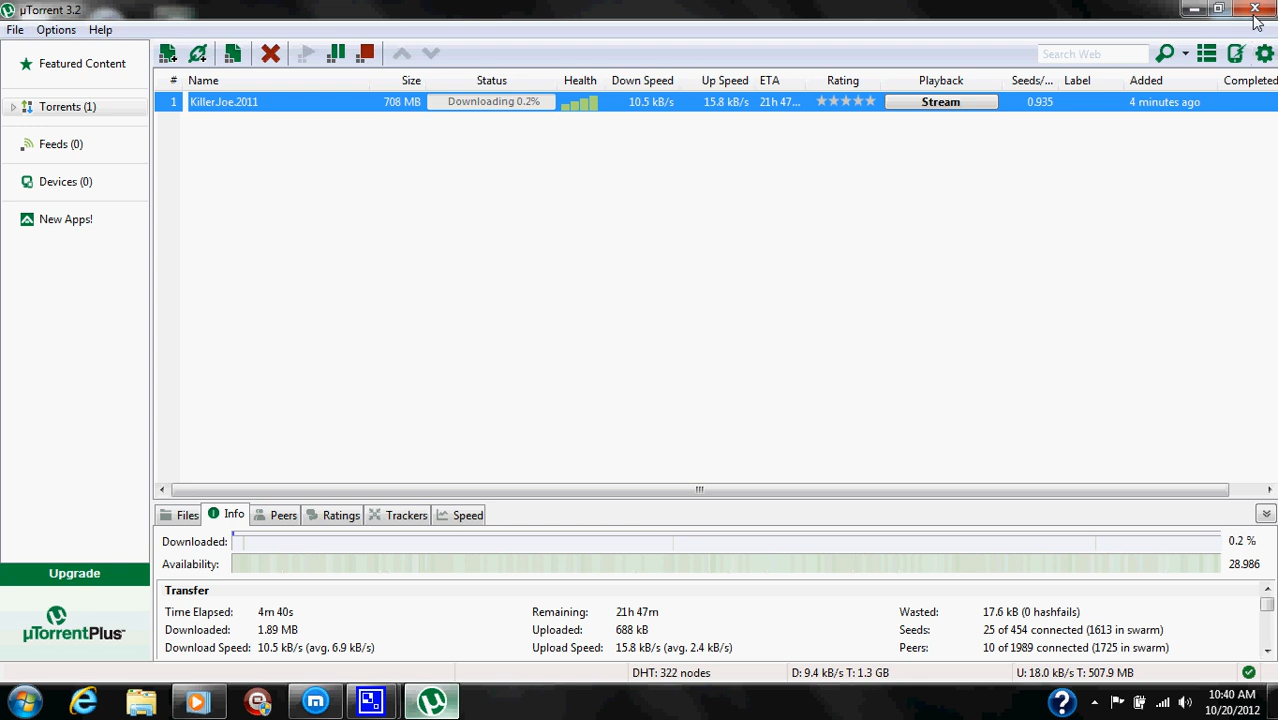 µTorrent 3.2
File Options Help
Featured Content
Search Web
# Name Size Status Health Down Speed Up Speed ETA Rating Playback Seeds/... Label Added Completed
1 Killer.Joe.2011 708 MB Downloading 0.2% 10.5 kB/s 15.8 kB/s 21h 47... Stream 0.935 4 minutes ago
Torrents (1)
Feeds (0)
Devices (0)
New Apps!
Files Info Peers Ratings Trackers Speed
Downloaded: 0.2 %
Availability: 28.986
Upgrade
µTorrentPlus
Transfer
Time Elapsed: 4m 40s Remaining: 21h 47m Wasted: 17.6 kB (0 hashfails)
Downloaded: 1.89 MB Uploaded: 688 kB Seeds: 25 of 454 connected (1613 in swarm)
Download Speed: 10.5 kB/s (avg. 6.9 kB/s) Upload Speed: 15.8 kB/s (avg. 2.4 kB/s) Peers: 10 of 1989 connected (1725 in swarm)
DHT: 322 nodes D: 9.4 kB/s T: 1.3 GB U: 18.0 kB/s T: 507.9 MB
10:40 AM
10/20/2012